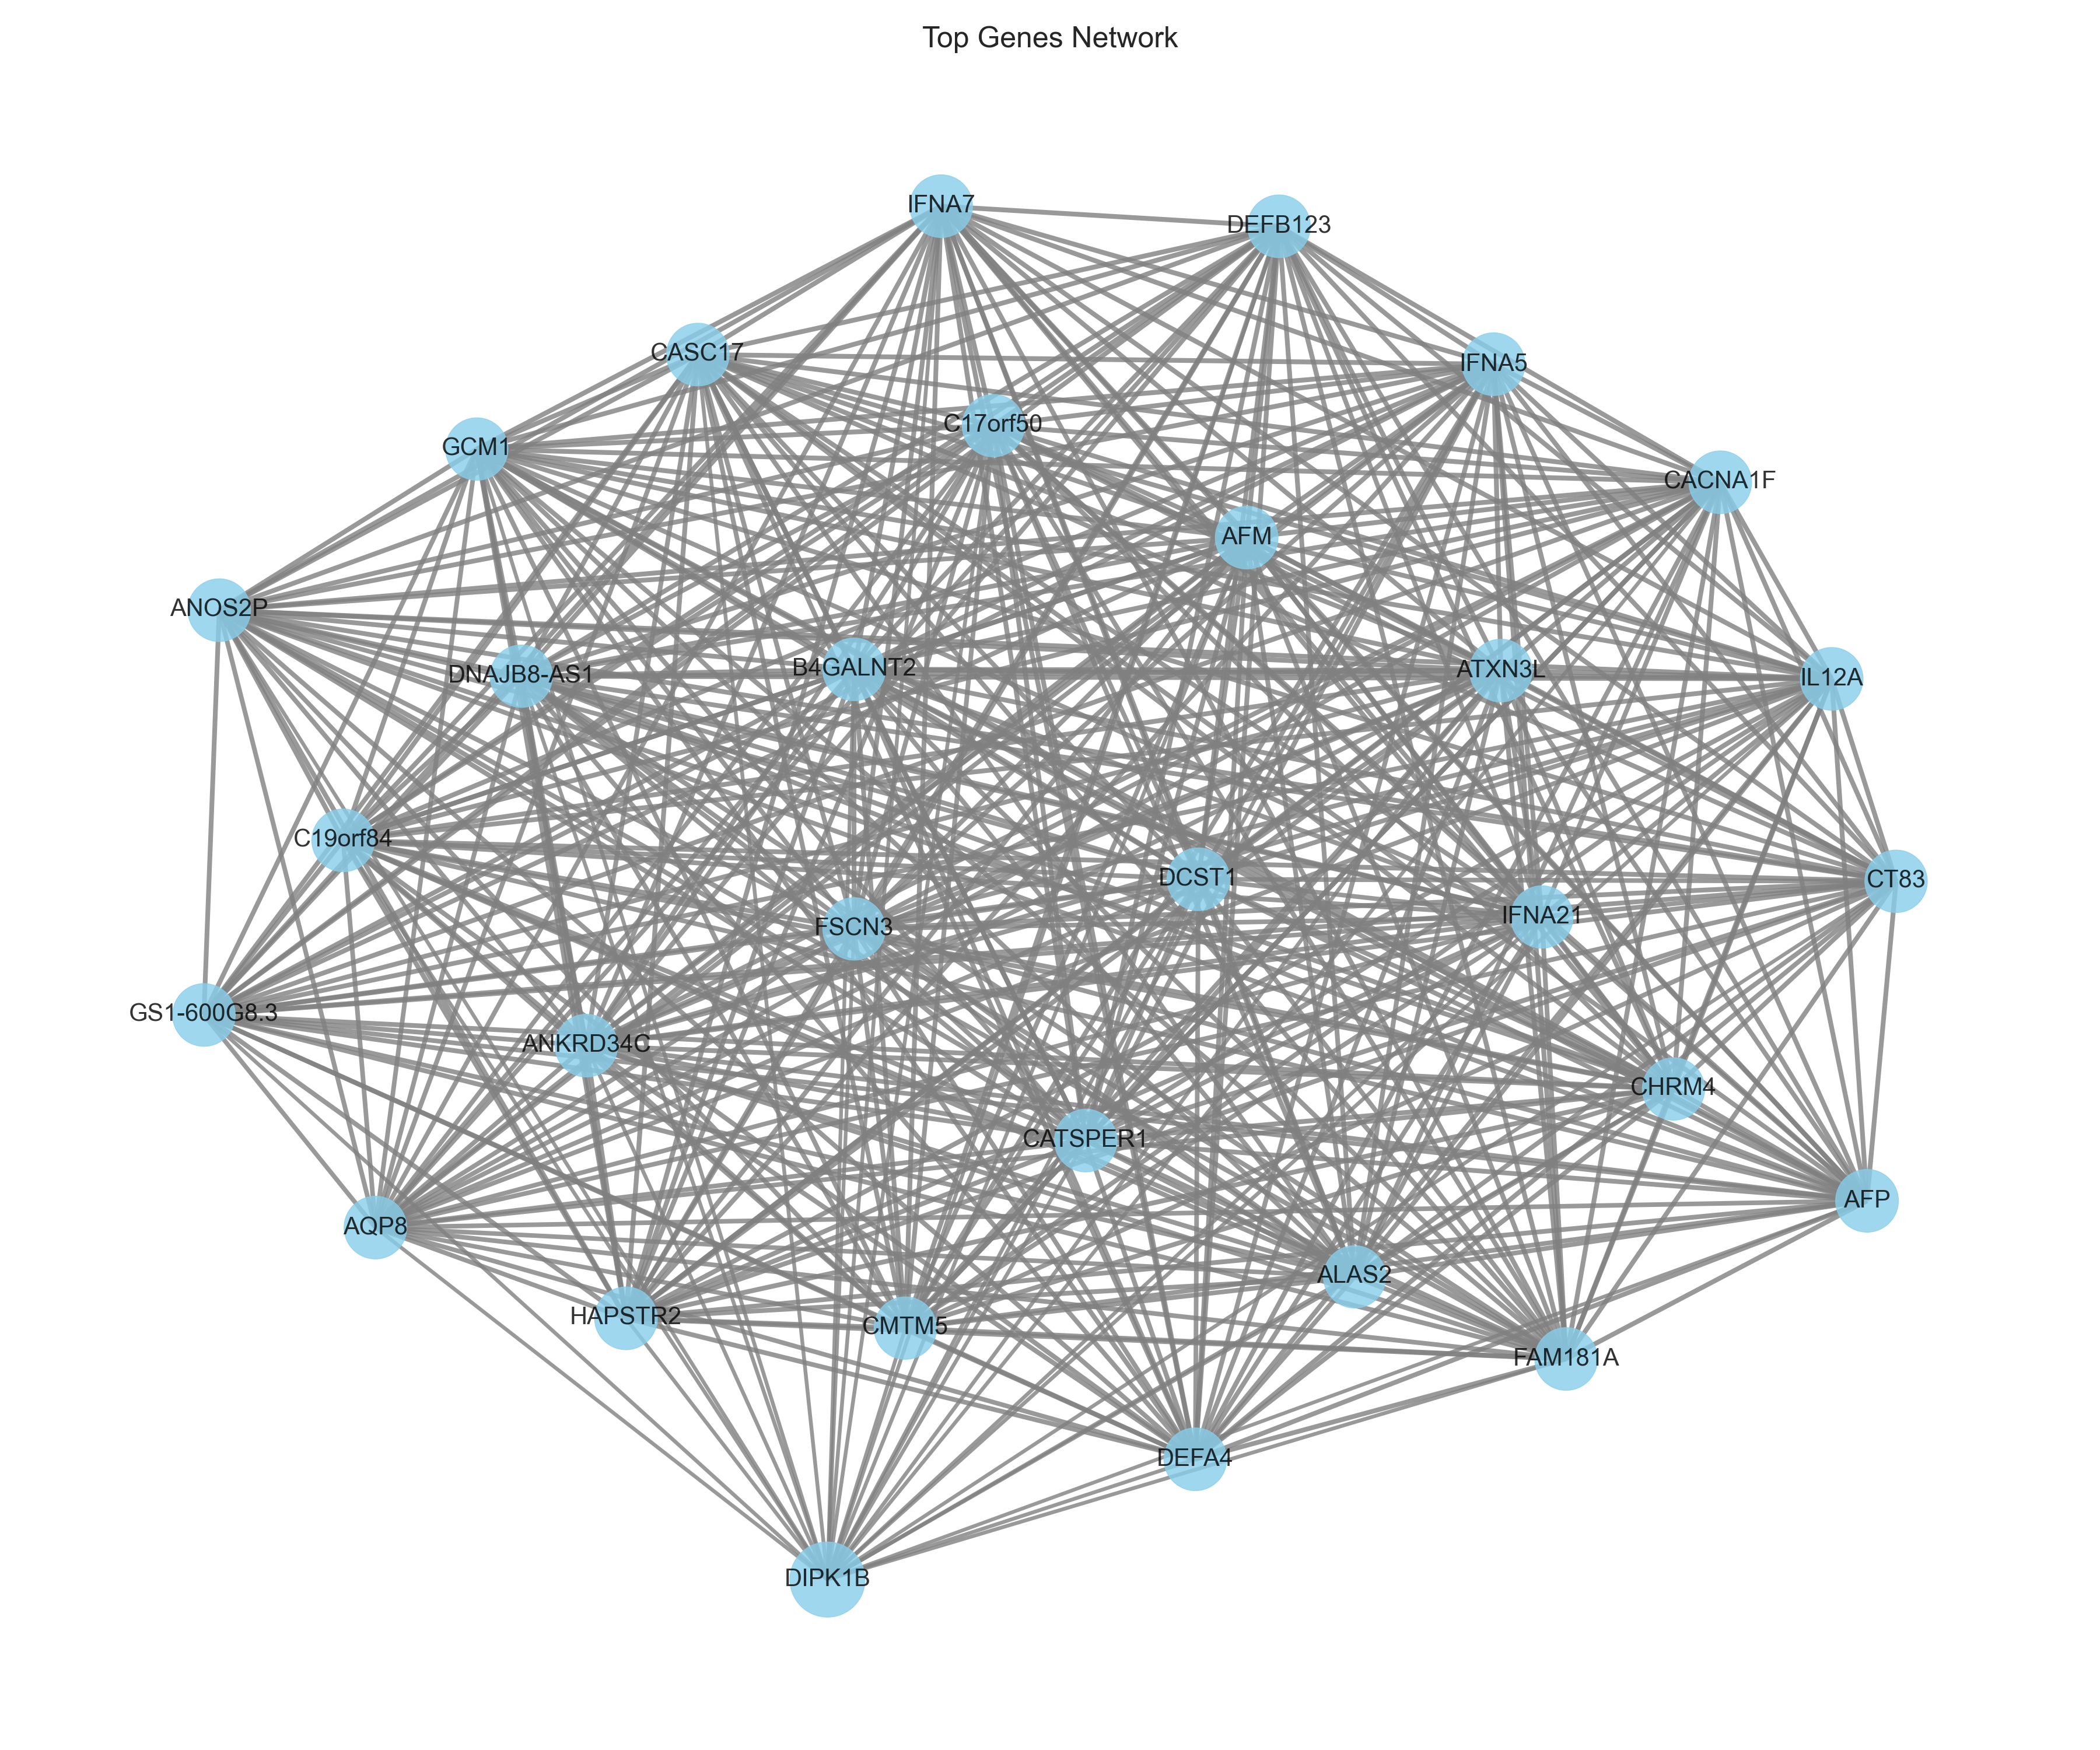 Top Genes Network
IFNA7
DEFB123
CASC17
IFNA5
C17orf50
GCM1
CACNA1F
AFM
ANOS2P
B4GALNT2
ATXN3L
DNAJB8-AS1
IL12A
C19orf84
DCST1
CT83
IFNA21
FSCN3
GS1-600G8.3
ANKRD34C
CHRM4
CATSPER1
AFP
AQP8
ALAS2
HAPSTR2
CMTM5
FAM181A
DEFA4
DIPK1B